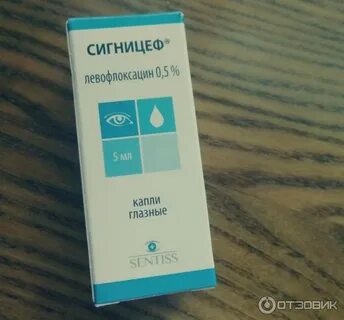 СИГНИЦЕФ®
левофлоксацин 0,5 %
5 мл
капли
глазные
SENTISS
ОТЗОВИК